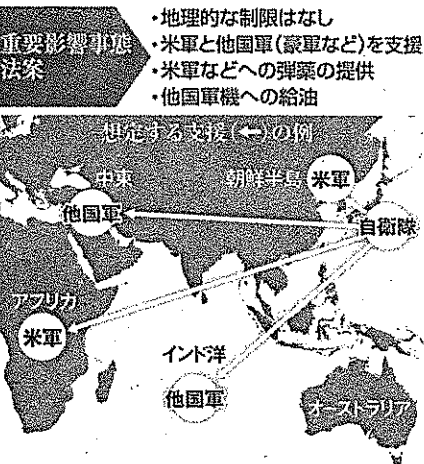 重要影響事態
法案
・地理的な制限はなし
・米軍と他国軍(豪軍など)を支援
・米軍などへの弾薬の提供
・他国軍機への給油
想定する支援(←)の例
中東
朝鮮半島
米軍
他国軍
自衛隊
アフリカ
米軍
インド洋
他国軍
オーストラリア